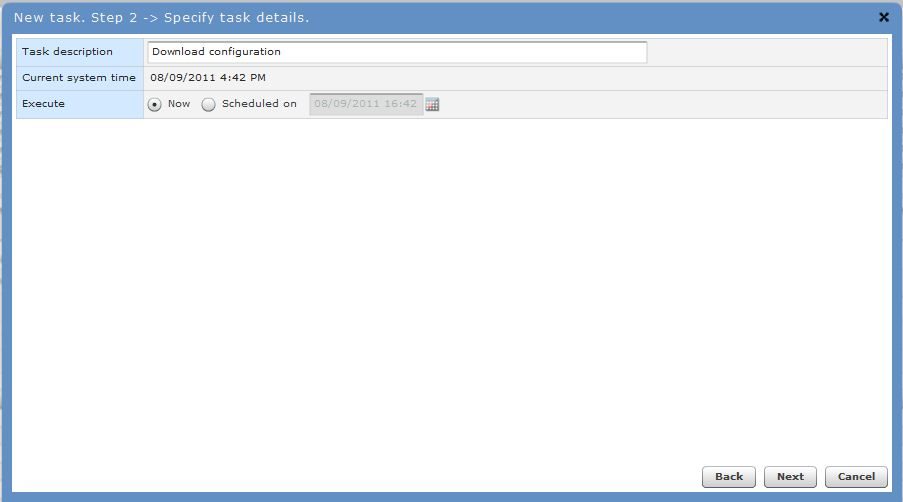 New task. Step 2 -> Specify task details.
Task description Download configuration
Current system time 08/09/2011 4:42 PM
Execute Now Scheduled on 08/09/2011 16:42
Back Next Cancel